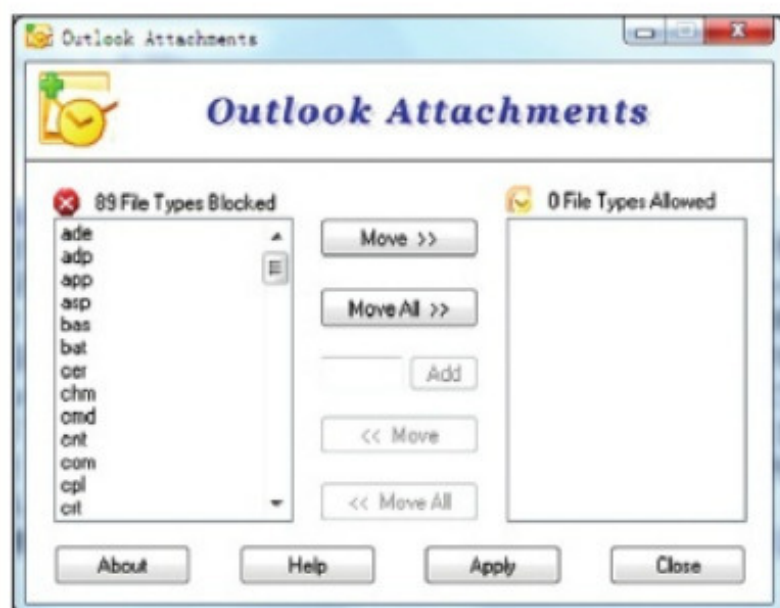 Outlook Attachments
Outlook Attachments
89 File Types Blocked
ade
adp
app
asp
bas
bat
cer
chm
cmd
cnt
com
cpl
crt
Move >>
Move All >>
Add
<< Move
<< Move All
0 File Types Allowed
About
Help
Apply
Close